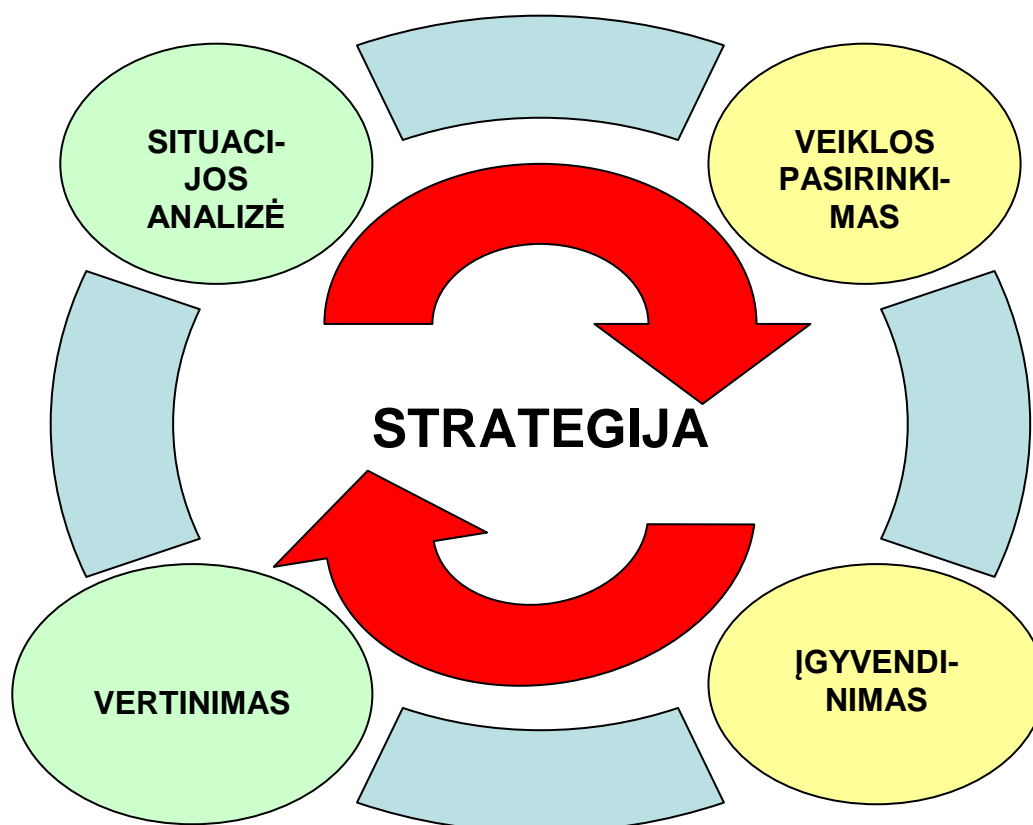 SITUACI-
JOS
ANALIZĖ
VEIKLOS
PASIRINKI-
MAS
STRATEGIJA
VERTINIMAS
ĮGYVENDI-
NIMAS